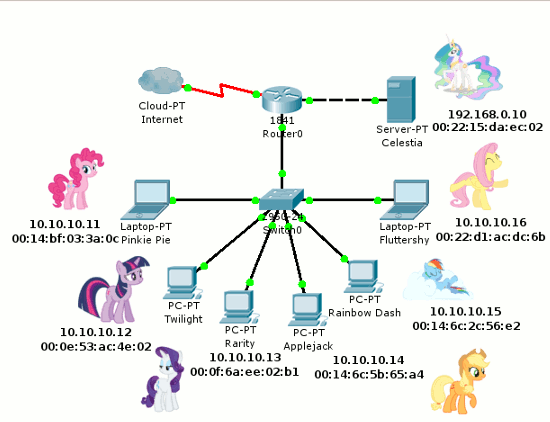 Cloud-PT
Internet
1841
Router0
Server-PT
Celestia
192.168.0.10
00:22:15:da:ec:02
Laptop-PT
Pinkie Pie
10.10.10.11
00:14:bf:03:3a:0c
2950-24
Switch0
Laptop-PT
Fluttershy
10.10.10.16
00:22:d1:ac:dc:6b
PC-PT
Twilight
10.10.10.12
00:0e:53:ac:4e:02
PC-PT
Rarity
10.10.10.13
00:0f:6a:ee:02:b1
PC-PT
Applejack
10.10.10.14
00:14:6c:5b:65:a4
PC-PT
Rainbow Dash
10.10.10.15
00:14:6c:2c:56:e2